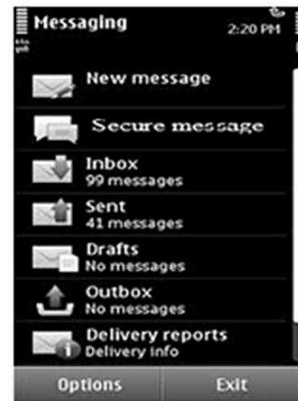 Messaging
2:20 PM
New message
Secure message
Inbox
99 messages
Sent
41 messages
Drafts
No messages
Outbox
No messages
Delivery reports
Delivery info
Options
Exit